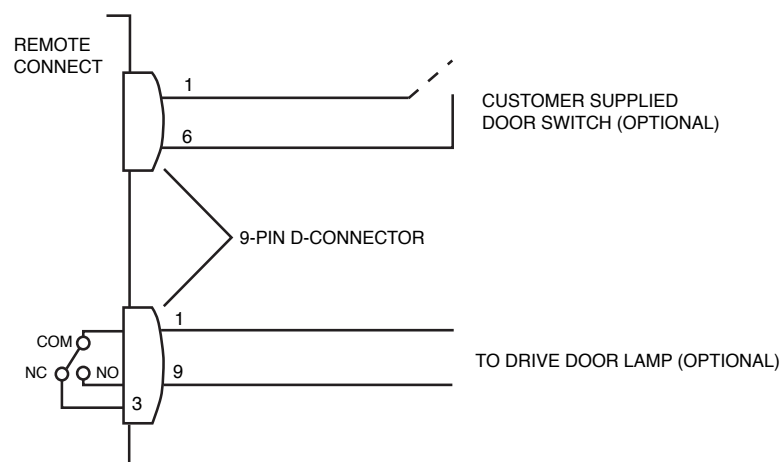 REMOTE
CONNECT
1
CUSTOMER SUPPLIED
DOOR SWITCH (OPTIONAL)
6
9-PIN D-CONNECTOR
1
COM
TO DRIVE DOOR LAMP (OPTIONAL)
NC
NO
9
3